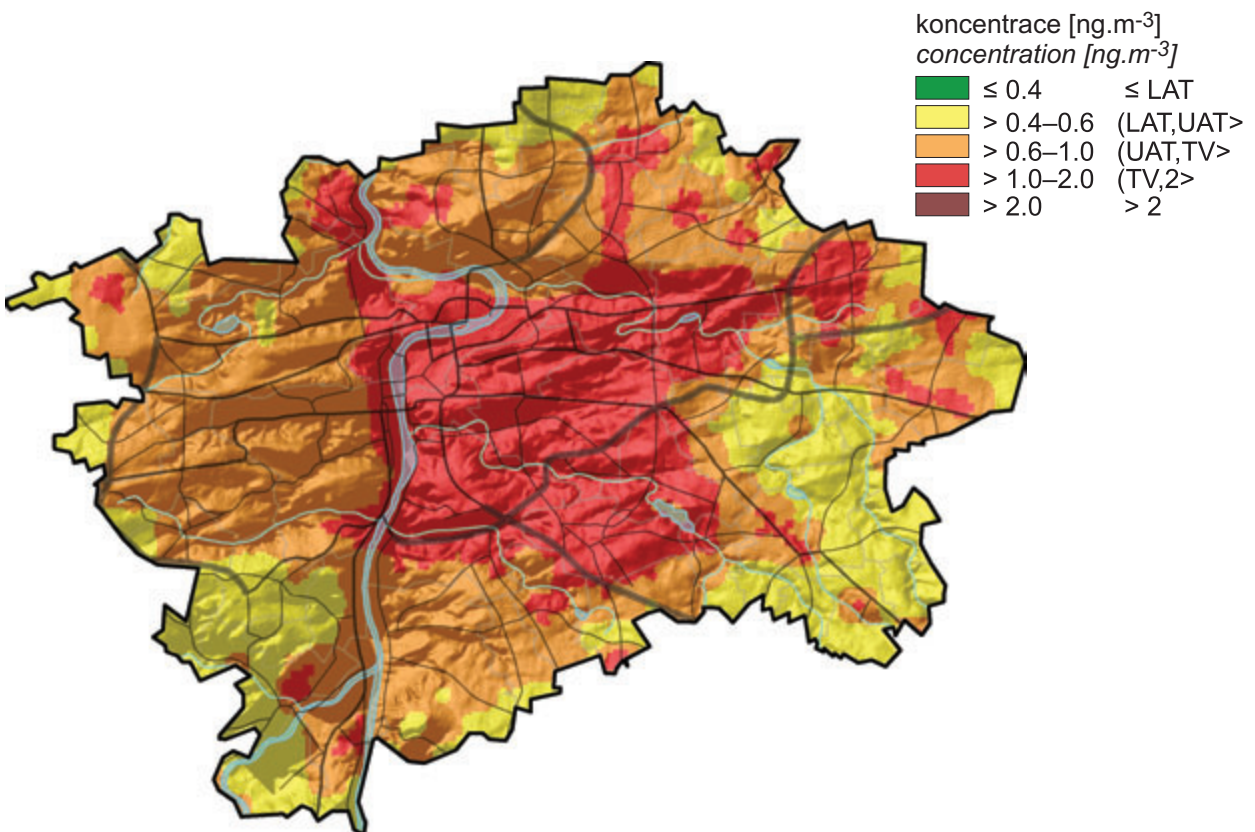 koncentrace [ng.m-3]
concentration [ng.m-3]
≤ 0.4 ≤ LAT
> 0.4–0.6 (LAT,UAT>
> 0.6–1.0 (UAT,TV>
> 1.0–2.0 (TV,2>
> 2.0 > 2